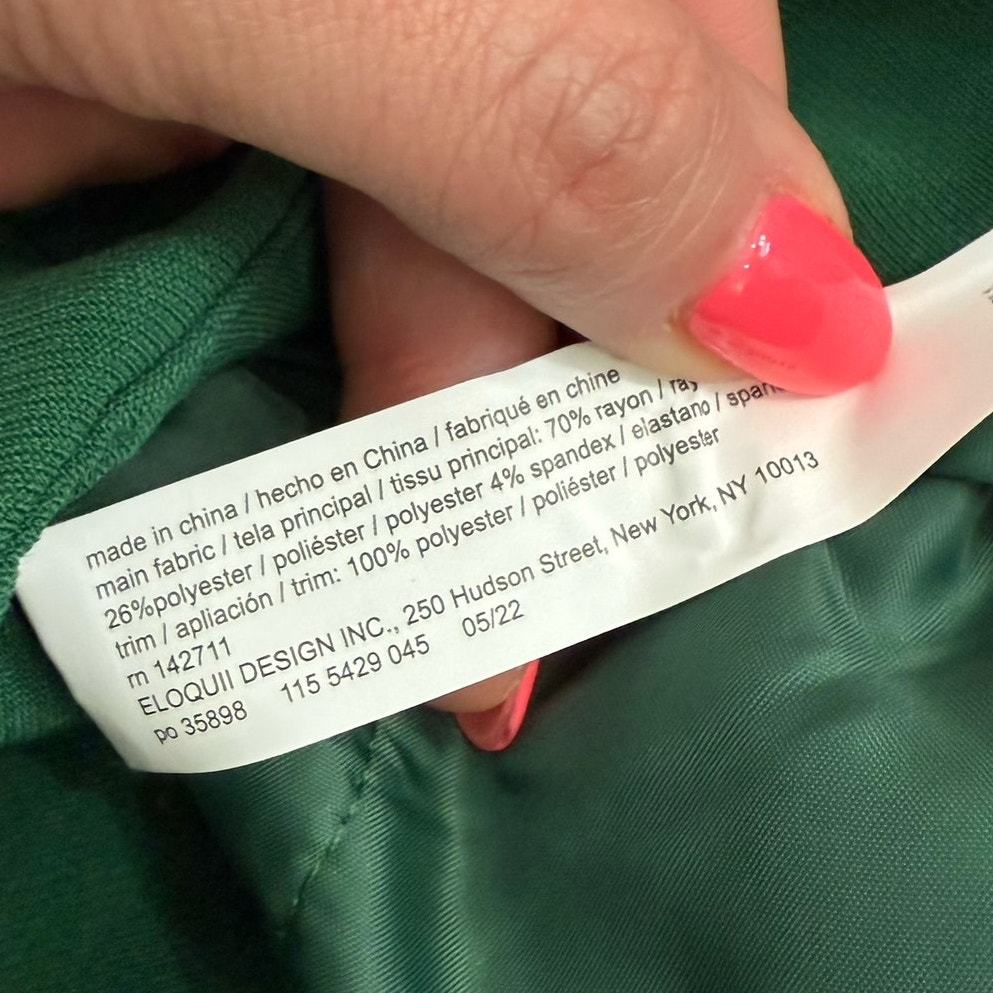 made in china / hecho en China / fabriqué en chine
main fabric / tela principal / tissu principal: 70% rayon /
26%polyester / poliéster / polyester 4% spandex / elastano /
trim / apliación / trim: 100% polyester / poliéster / polyester
rn 142711
ELOQUII DESIGN INC., 250 Hudson Street, New York, NY 10013
po 35898 115 5429 045 05/22